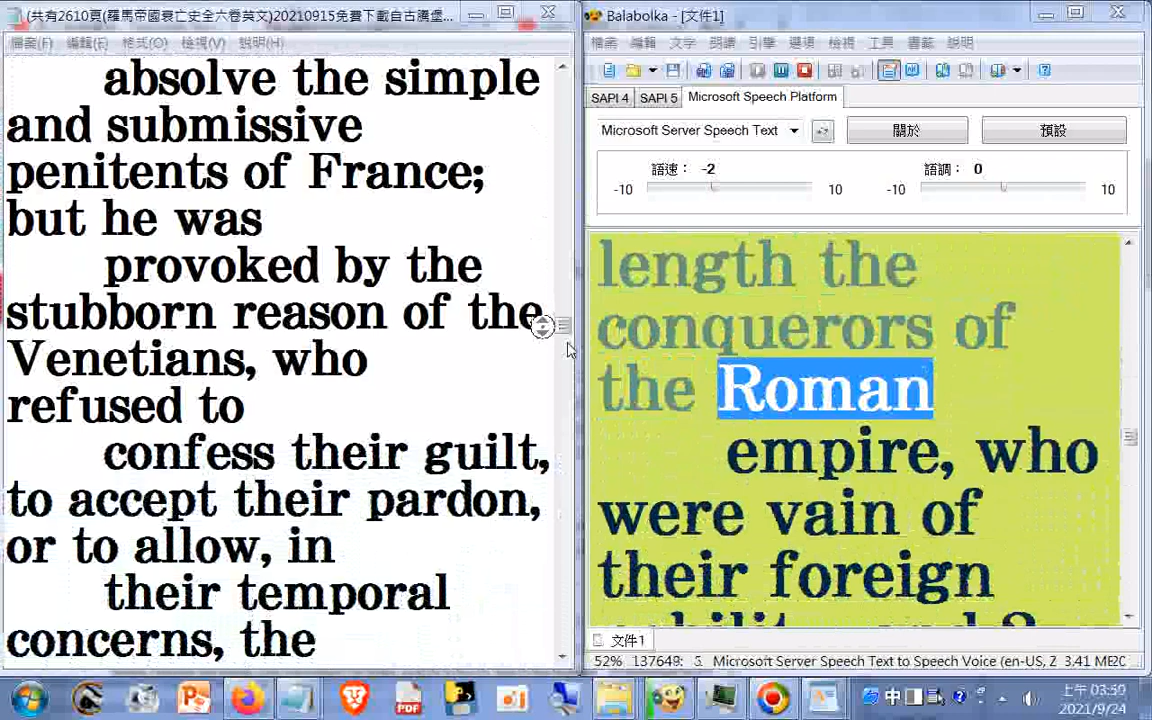 (共有2610頁(羅馬帝國衰亡史全六卷英文)20210915免費下載自古騰堡...
檔案(F) 編輯(E) 格式(O) 檢視(V) 說明(H)
absolve the simple
and submissive
penitents of France;
but he was
provoked by the
stubborn reason of the
Venetians, who
refused to
confess their guilt,
to accept their pardon,
or to allow, in
their temporal
concerns, the
Balabolka - [文件1]
檔案 編輯 文字 朗讀 引擎 選項 檢視 工具 書籤 說明
SAPI 4 SAPI 5 Microsoft Speech Platform
Microsoft Server Speech Text 關於 預設
語速： -2 語調： 0
-10 10 -10 10
length the
conquerors of
the Roman
empire, who
were vain of
their foreign
文件1
52% 137649: Microsoft Server Speech Text to Speech Voice (en-US, Z 3.41
PDF
中
上午 03:59
2021/9/24